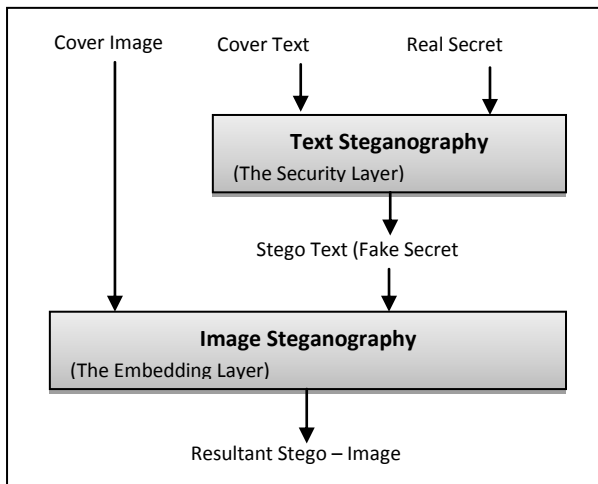 Cover Image Cover Text Real Secret
Text Steganography
(The Security Layer)
Stego Text (Fake Secret
Image Steganography
(The Embedding Layer)
Resultant Stego – Image